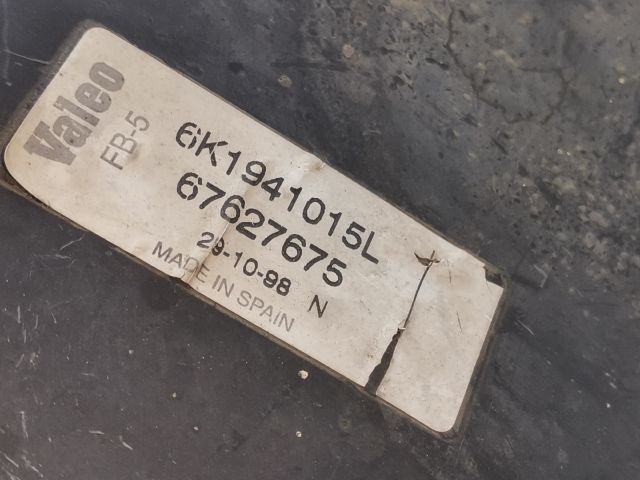 Valeo
FB-5
6K1941015L
67627675
29-10-98 N
MADE IN SPAIN